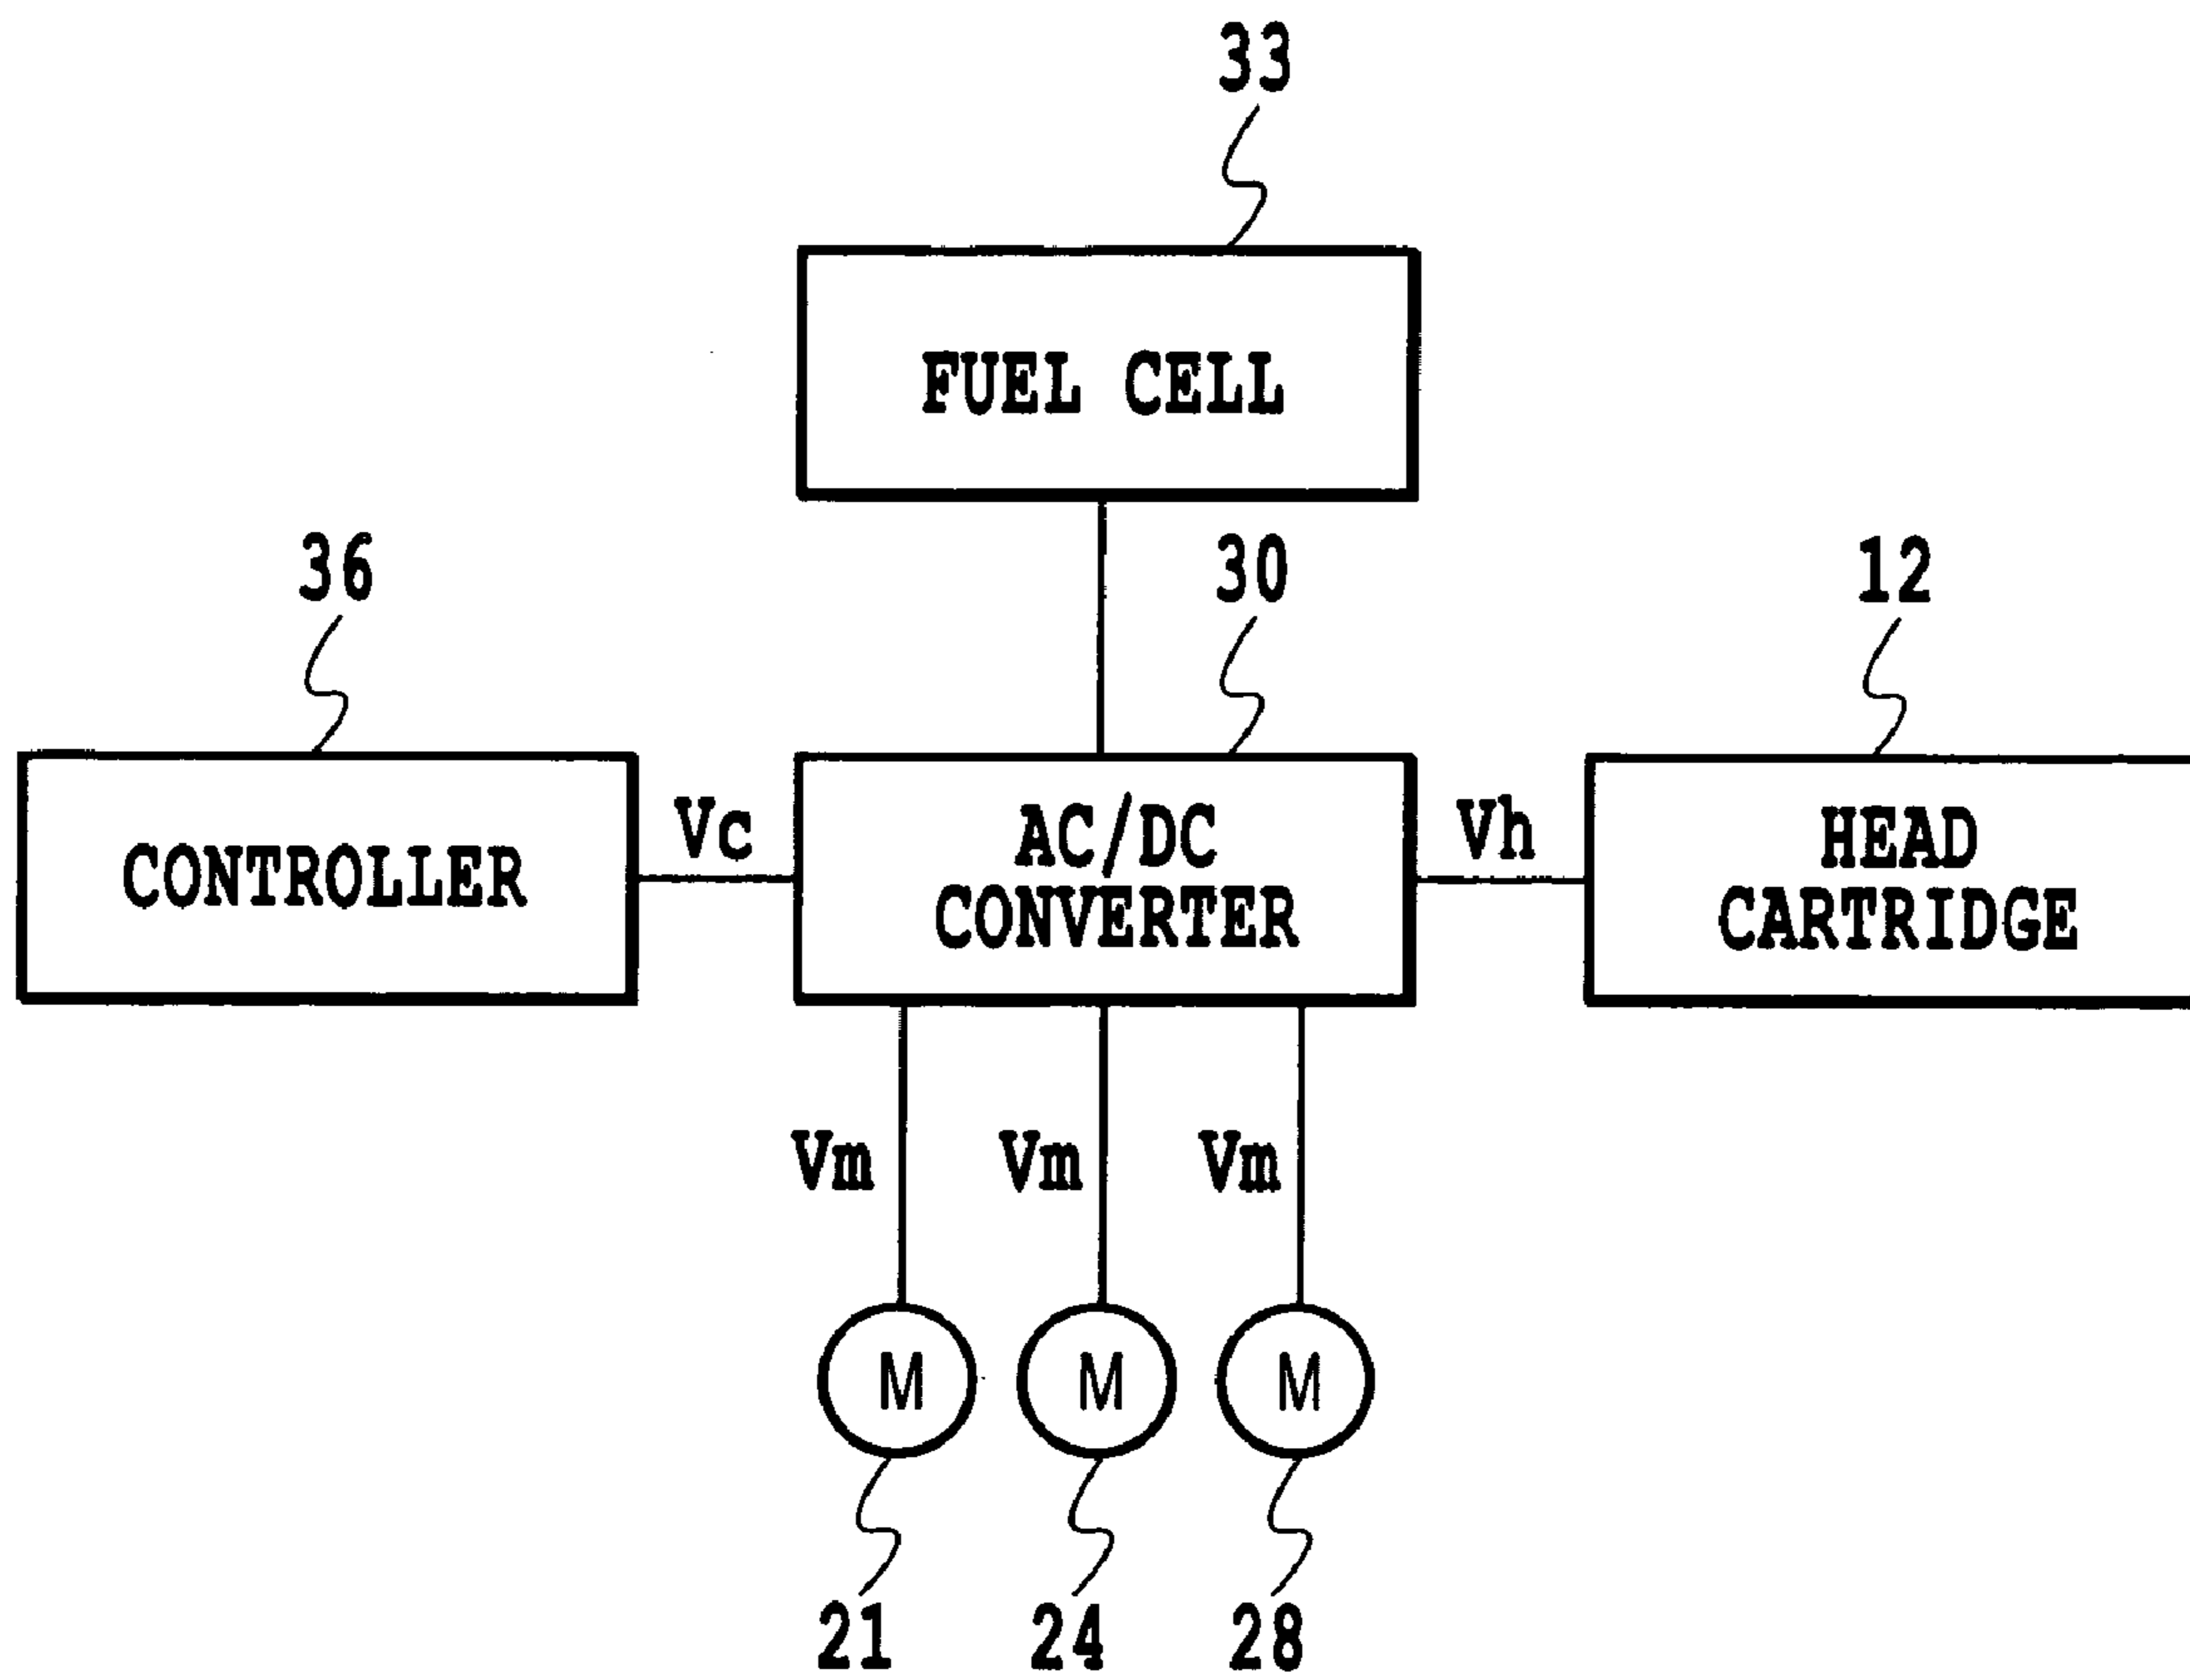 33
FUEL CELL
36
30
12
CONTROLLER
Vc
AC/DC
CONVERTER
Vh
HEAD
CARTRIDGE
Vm
Vm
Vm
M
M
M
21
24
28